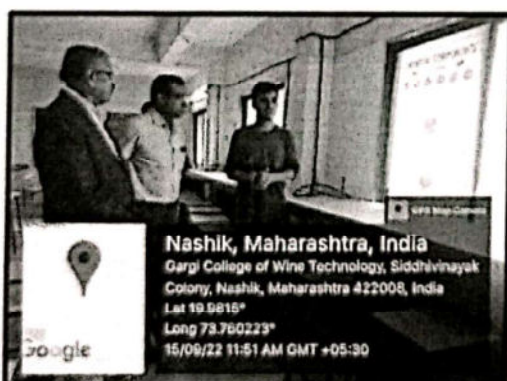 GPS Map Camera
Nashik, Maharashtra, India
Gargi College of Wine Technology, Siddhivinayak
Colony, Nashik, Maharashtra 422008, India
Lat 19.9815°
Long 73.760223°
15/09/22 11:51 AM GMT +05:30
Google